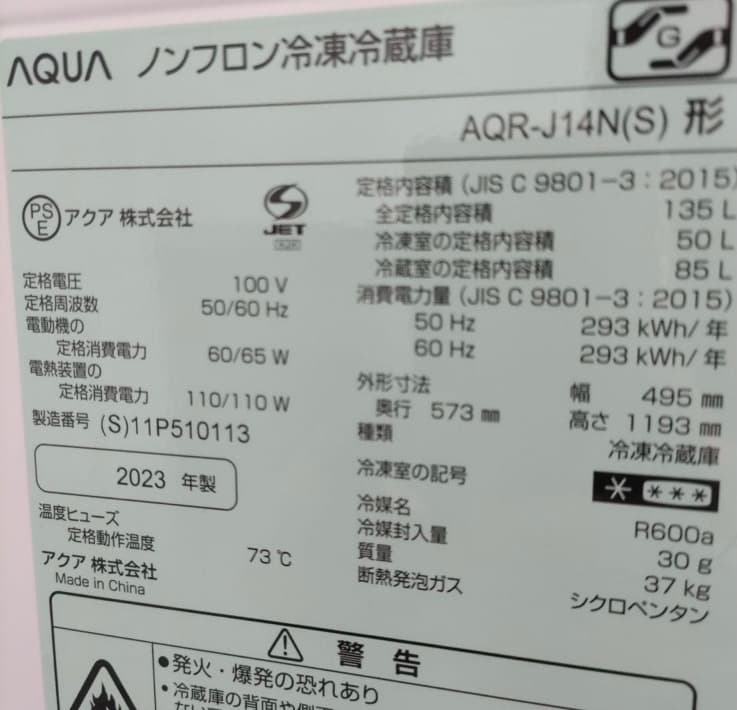 AQUA ノンフロン冷凍冷蔵庫
G
AQR-J14N(S) 形
PS
E
アクア 株式会社
JET
定格電圧 100 V
定格周波数 50/60 Hz
電動機の
定格消費電力 60/65 W
電熱装置の
定格消費電力 110/110 W
製造番号 (S)11P510113
2023 年製
温度ヒューズ
定格動作温度 73 ℃
アクア 株式会社
Made in China
定格内容積 (JIS C 9801-3 : 2015)
全定格内容積 135 L
冷凍室の定格内容積 50 L
冷蔵室の定格内容積 85 L
消費電力量 (JIS C 9801-3 : 2015)
50 Hz 293 kWh/年
60 Hz 293 kWh/年
外形寸法 幅 495 mm
奥行 573 mm 高さ 1193 mm
種類 冷凍冷蔵庫
冷凍室の記号 * ***
冷媒名 R600a
冷媒封入量 30 g
質量 37 kg
断熱発泡ガス シクロペンタン
警告
●発火・爆発の恐れあり
・冷蔵庫の背面や側